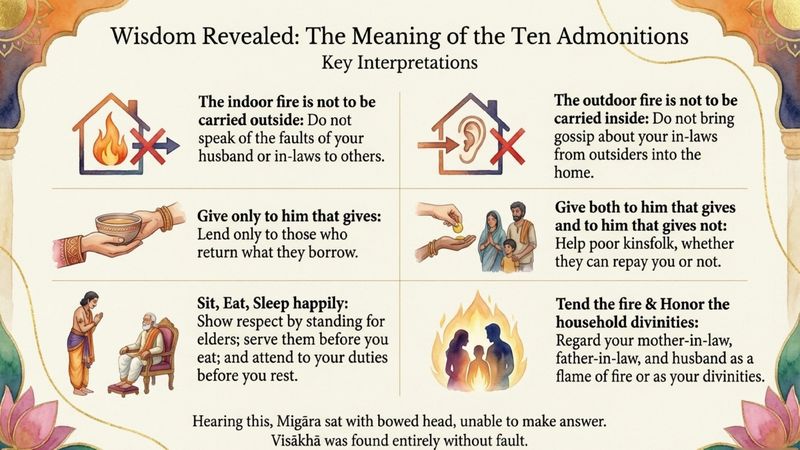 Wisdom Revealed: The Meaning of the Ten Admonitions
Key Interpretations
The indoor fire is not to be
carried outside: Do not
speak of the faults of your
husband or in-laws to others.
The outdoor fire is not to be
carried inside: Do not bring
gossip about your in-laws
from outsiders into the
home.
Give only to him that gives:
Lend only to those who
return what they borrow.
Give both to him that gives
and to him that gives not:
Help poor kinsfolk, whether
they can repay you or not.
Sit, Eat, Sleep happily:
Show respect by standing for
elders; serve them before you
eat; and attend to your duties
before you rest.
Tend the fire & Honor the
household divinities:
Regard your mother-in-law,
father-in-law, and husband as a
flame of fire or as your divinities.
Hearing this, Migāra sat with bowed head, unable to make answer.
Visākhā was found entirely without fault.